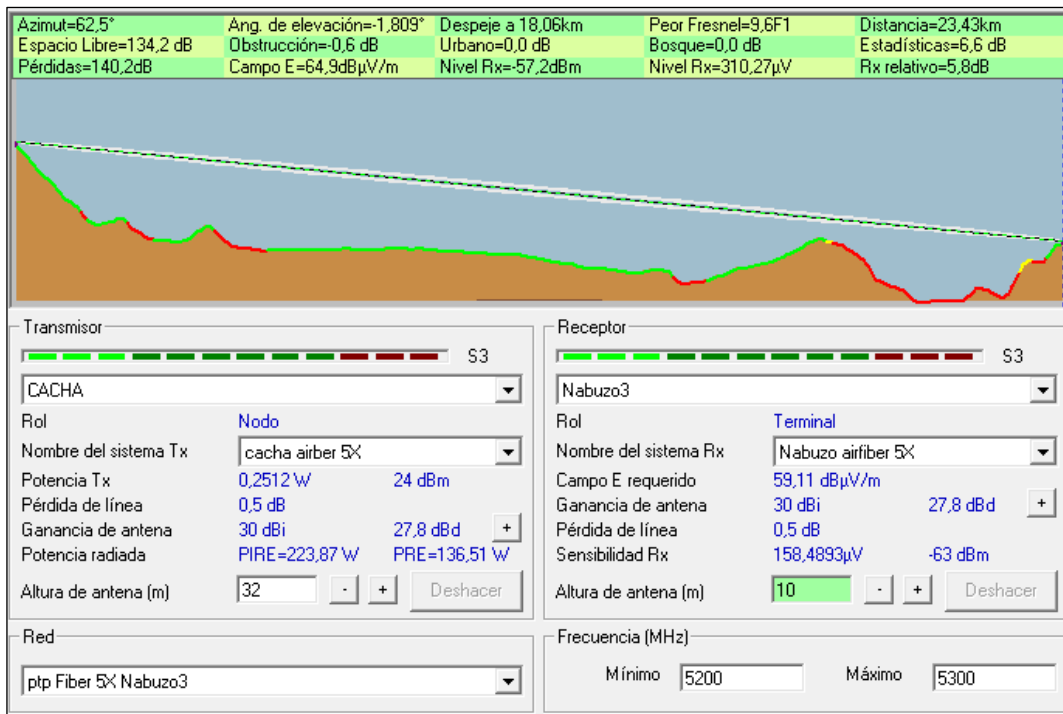 Azimut=62,5° Ang. de elevación=-1,809° Despeje a 18,06km Peor Fresnel=9,6F1 Distancia=23,43km
Espacio Libre=134,2 dB Obstrucción=-0,6 dB Urbano=0,0 dB Bosque=0,0 dB Estadísticas=6,6 dB
Pérdidas=140,2dB Campo E=64,9dBµV/m Nivel Rx=-57,2dBm Nivel Rx=310,27µV Rx relativo=5,8dB
Transmisor
S3
CACHA
Rol Nodo
Nombre del sistema Tx cacha airber 5X
Potencia Tx 0,2512 W 24 dBm
Pérdida de línea 0,5 dB
Ganancia de antena 30 dBi 27,8 dBd +
Potencia radiada PIRE=223,87 W PRE=136,51 W
Altura de antena (m) 32 - + Deshacer
Receptor
S3
Nabuzo3
Rol Terminal
Nombre del sistema Rx Nabuzo airfiber 5X
Campo E requerido 59,11 dBµV/m
Ganancia de antena 30 dBi 27,8 dBd +
Pérdida de línea 0,5 dB
Sensibilidad Rx 158,4893µV -63 dBm
Altura de antena (m) 10 - + Deshacer
Red
ptp Fiber 5X Nabuzo3
Frecuencia (MHz)
Mínimo 5200 Máximo 5300